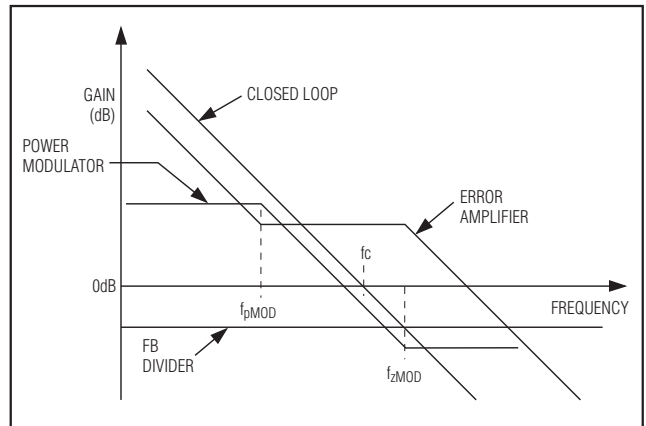 GAIN
(dB)
CLOSED LOOP
POWER
MODULATOR
ERROR
AMPLIFIER
fC
0dB
fpMOD
FREQUENCY
FB
DIVIDER
fzMOD